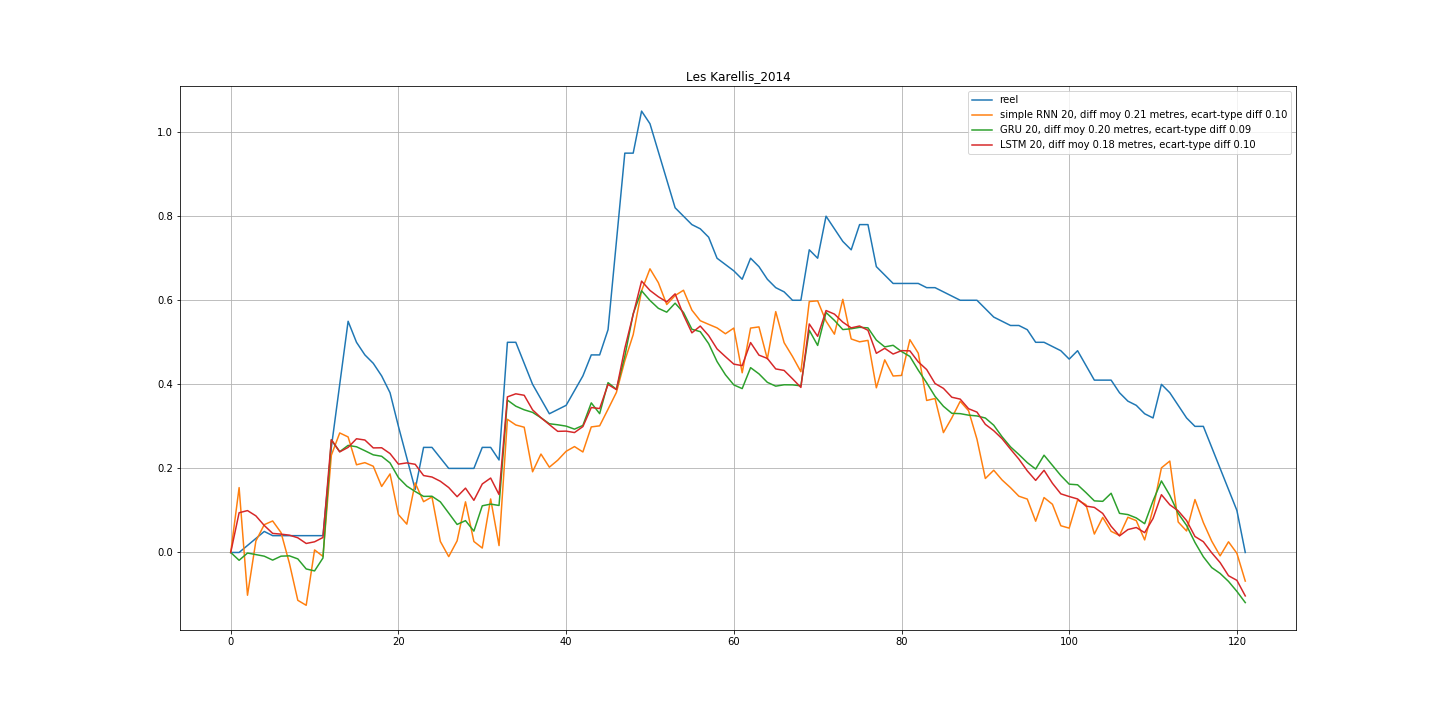 Les Karellis_2014
reel
simple RNN 20, diff moy 0.21 metres, ecart-type diff 0.10
GRU 20, diff moy 0.20 metres, ecart-type diff 0.09
LSTM 20, diff moy 0.18 metres, ecart-type diff 0.10
1.0
0.8
0.6
0.4
0.2
0.0
0 20 40 60 80 100 120